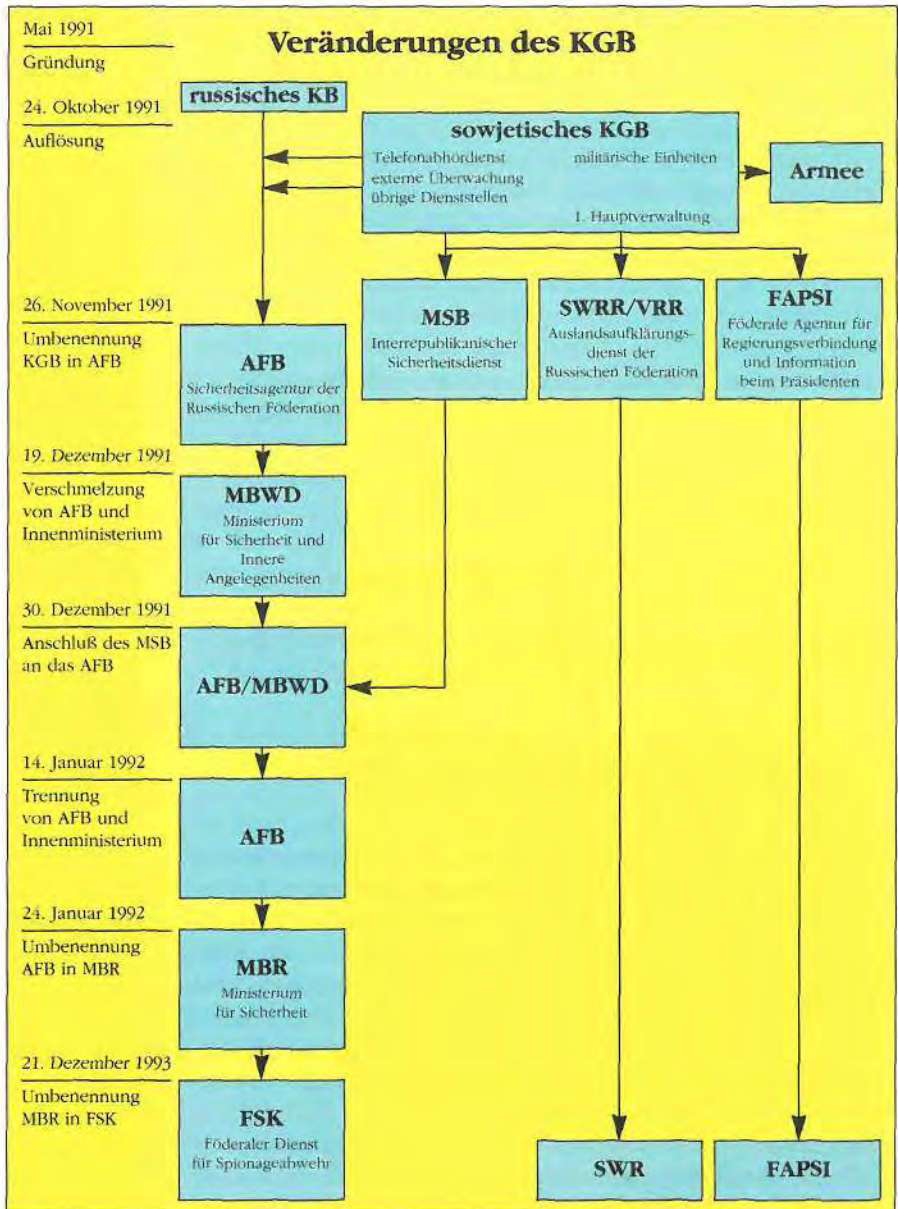 Veränderungen des KGB
Mai 1991
Gründung
24. Oktober 1991
Auflösung
russisches KB
sowjetisches KGB
Telefonabhördienst
externe Überwachung
übrige Dienststellen
militärische Einheiten
1. Hauptverwaltung
Armee
26. November 1991
Umbenennung
KGB in AFB
AFB
Sicherheitsagentur der
Russischen Föderation
MSB
Interrepublikanischer
Sicherheitsdienst
SWRR/VRR
Auslandsaufklärungs-
dienst der
Russischen Föderation
FAPSI
Föderale Agentur für
Regierungsverbindung
und Information
beim Präsidenten
19. Dezember 1991
Verschmelzung
von AFB und
Innenministerium
MBWD
Ministerium
für Sicherheit und
Innere
Angelegenheiten
30. Dezember 1991
Anschluß des MSB
an das AFB
AFB/MBWD
14. Januar 1992
Trennung
von AFB und
Innenministerium
AFB
24. Januar 1992
Umbenennung
AFB in MBR
MBR
Ministerium
für Sicherheit
21. Dezember 1993
Umbenennung
MBR in FSK
FSK
Föderaler Dienst
für Spionageabwehr
SWR
FAPSI